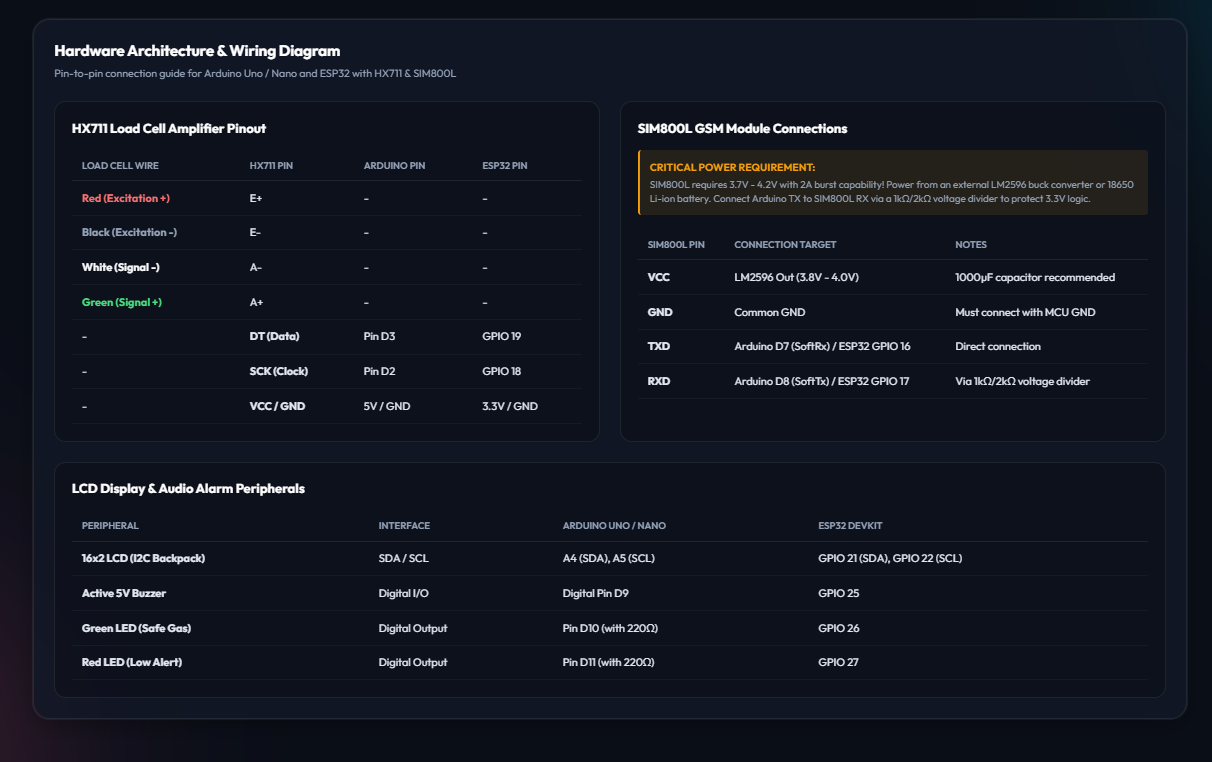 Hardware Architecture & Wiring Diagram
Pin-to-pin connection guide for Arduino Uno / Nano and ESP32 with HX711 & SIM800L
HX711 Load Cell Amplifier Pinout
LOAD CELL WIRE HX711 PIN ARDUINO PIN ESP32 PIN
Red (Excitation +) E+ - -
Black (Excitation -) E- - -
White (Signal -) A- - -
Green (Signal +) A+ - -
- DT (Data) Pin D3 GPIO 19
- SCK (Clock) Pin D2 GPIO 18
- VCC / GND 5V / GND 3.3V / GND
SIM800L GSM Module Connections
CRITICAL POWER REQUIREMENT:
SIM800L requires 3.7V - 4.2V with 2A burst capability! Power from an external LM2596 buck converter or 18650
Li-ion battery. Connect Arduino TX to SIM800L RX via a 1kΩ/2kΩ voltage divider to protect 3.3V logic.
SIM800L PIN CONNECTION TARGET NOTES
VCC LM2596 Out (3.8V - 4.0V) 1000µF capacitor recommended
GND Common GND Must connect with MCU GND
TXD Arduino D7 (SoftRx) / ESP32 GPIO 16 Direct connection
RXD Arduino D8 (SoftTx) / ESP32 GPIO 17 Via 1kΩ/2kΩ voltage divider
LCD Display & Audio Alarm Peripherals
PERIPHERAL INTERFACE ARDUINO UNO / NANO ESP32 DEVKIT
16x2 LCD (I2C Backpack) SDA / SCL A4 (SDA), A5 (SCL) GPIO 21 (SDA), GPIO 22 (SCL)
Active 5V Buzzer Digital I/O Digital Pin D9 GPIO 25
Green LED (Safe Gas) Digital Output Pin D10 (with 220Ω) GPIO 26
Red LED (Low Alert) Digital Output Pin D11 (with 220Ω) GPIO 27